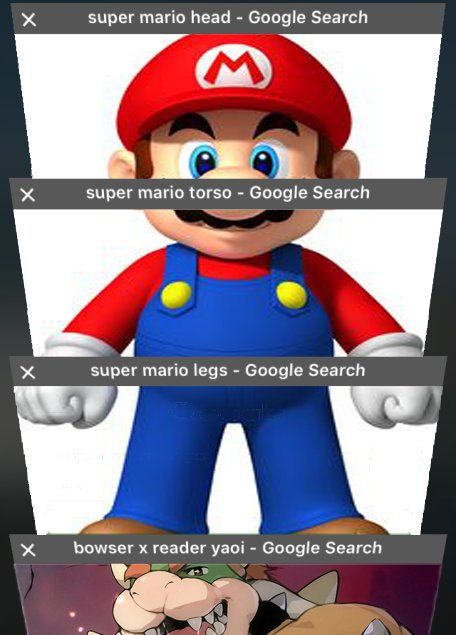 super mario head - Google Search
M
super mario torso - Google Search
super mario legs - Google Search
bowser x reader yaoi - Google Search